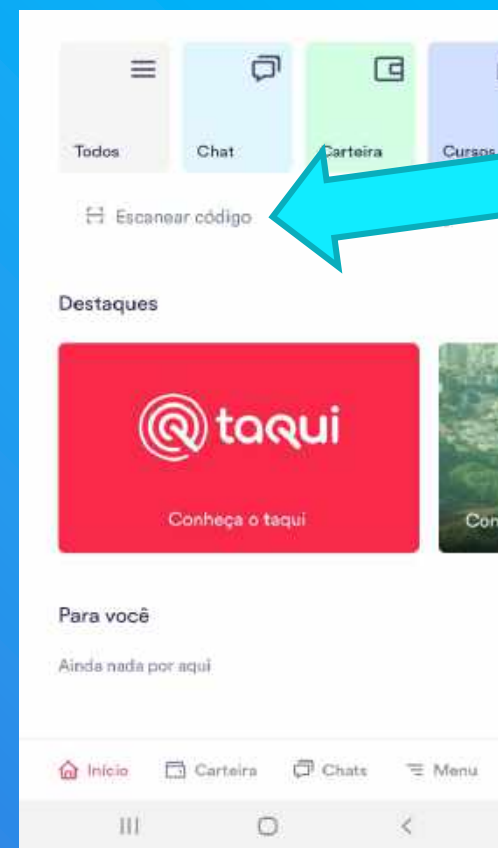 Todos Chat Carteira Cursos
Escanear código
Destaques
taqui
Conheça o taqui
Con
Para você
Ainda nada por aqui
Início Carteira Chats Menu